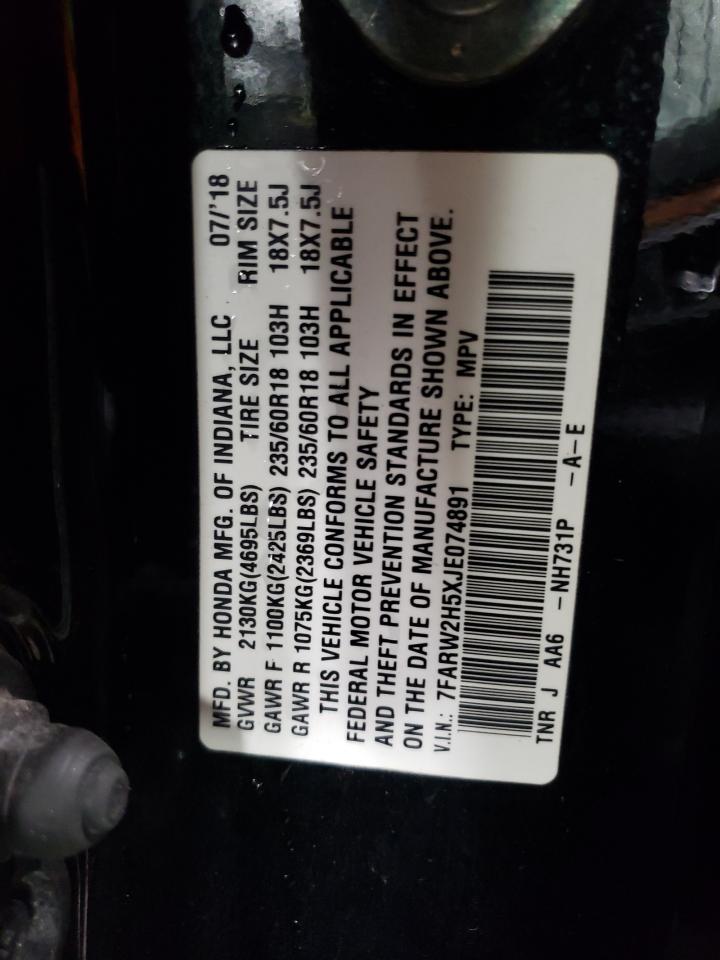 MFD. BY HONDA MFG. OF INDIANA, LLC 07/'18
GVWR 2130KG(4695LBS) TIRE SIZE RIM SIZE
GAWR F 1100KG(2425LBS) 235/60R18 103H 18X7.5J
GAWR R 1075KG(2369LBS) 235/60R18 103H 18X7.5J
THIS VEHICLE CONFORMS TO ALL APPLICABLE
FEDERAL MOTOR VEHICLE SAFETY
AND THEFT PREVENTION STANDARDS IN EFFECT
ON THE DATE OF MANUFACTURE SHOWN ABOVE.
V.I.N.: 7FARW2H5XJE074891 TYPE: MPV
TNR J AA6 -NH731P -A-E